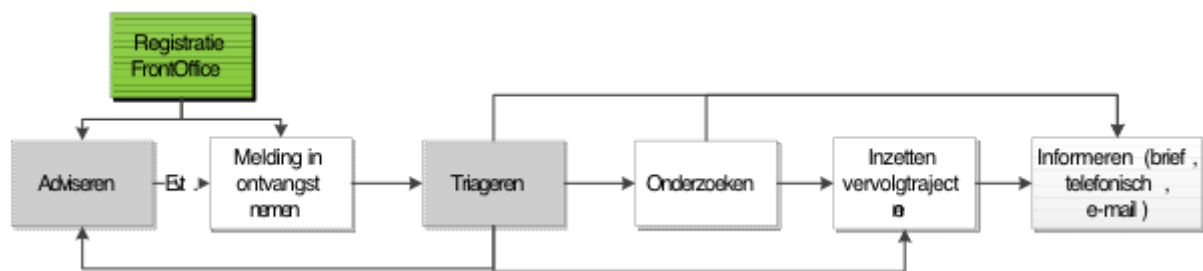 Registratie
FrontOffice
Adviseren
Melding in
ontvangst
nemen
Triageren
Onderzoeken
Inzetten
vervolgtraject
Informeren (brief ,
telefonisch ,
e-mail )